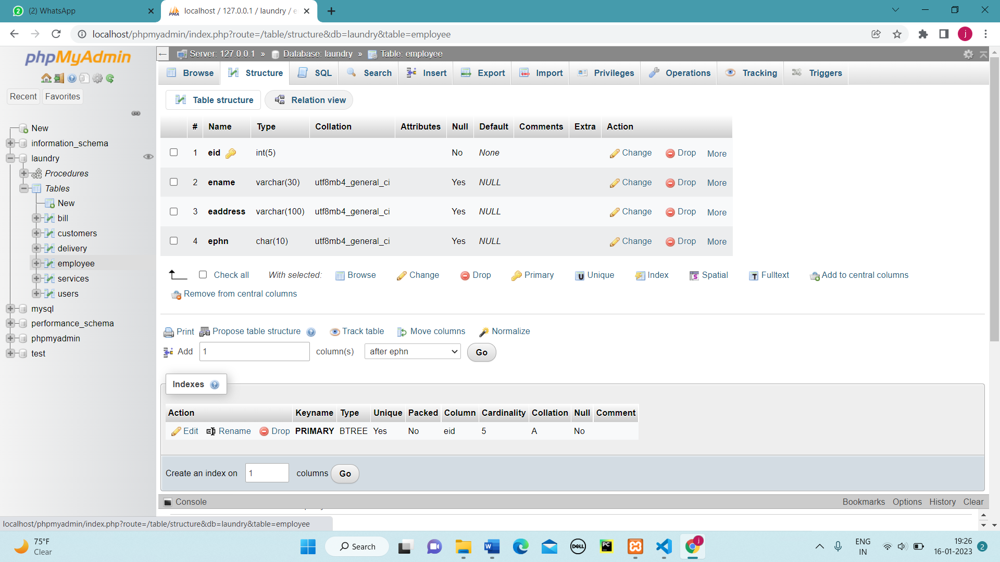 (2) WhatsApp
localhost / 127.0.0.1 / laundry / e
localhost/phpmyadmin/index.php?route=/table/structure&db=laundry&table=employee
j
phpMyAdmin
Recent Favorites
New
information_schema
laundry
Procedures
Tables
New
bill
customers
delivery
employee
services
users
mysql
performance_schema
phpmyadmin
test
Server: 127.0.0.1 » Database: laundry » Table: employee
Browse Structure SQL Search Insert Export Import Privileges Operations Tracking Triggers
Table structure Relation view
# Name Type Collation Attributes Null Default Comments Extra Action
1 eid int(5) No None Change Drop More
2 ename varchar(30) utf8mb4_general_ci Yes NULL Change Drop More
3 eaddress varchar(100) utf8mb4_general_ci Yes NULL Change Drop More
4 ephn char(10) utf8mb4_general_ci Yes NULL Change Drop More
Check all With selected: Browse Change Drop Primary Unique Index Spatial Fulltext Add to central columns
Remove from central columns
Print Propose table structure Track table Move columns Normalize
Add 1 column(s) after ephn Go
Indexes
Action Keyname Type Unique Packed Column Cardinality Collation Null Comment
Edit Rename Drop PRIMARY BTREE Yes No eid 5 A No
Create an index on 1 columns Go
Console Bookmarks Options History Clear
localhost/phpmyadmin/index.php?route=/table/structure&db=laundry&table=employee
75°F
Clear
Search
DELL
PC
j
ENG
IN
19:26
16-01-2023
2